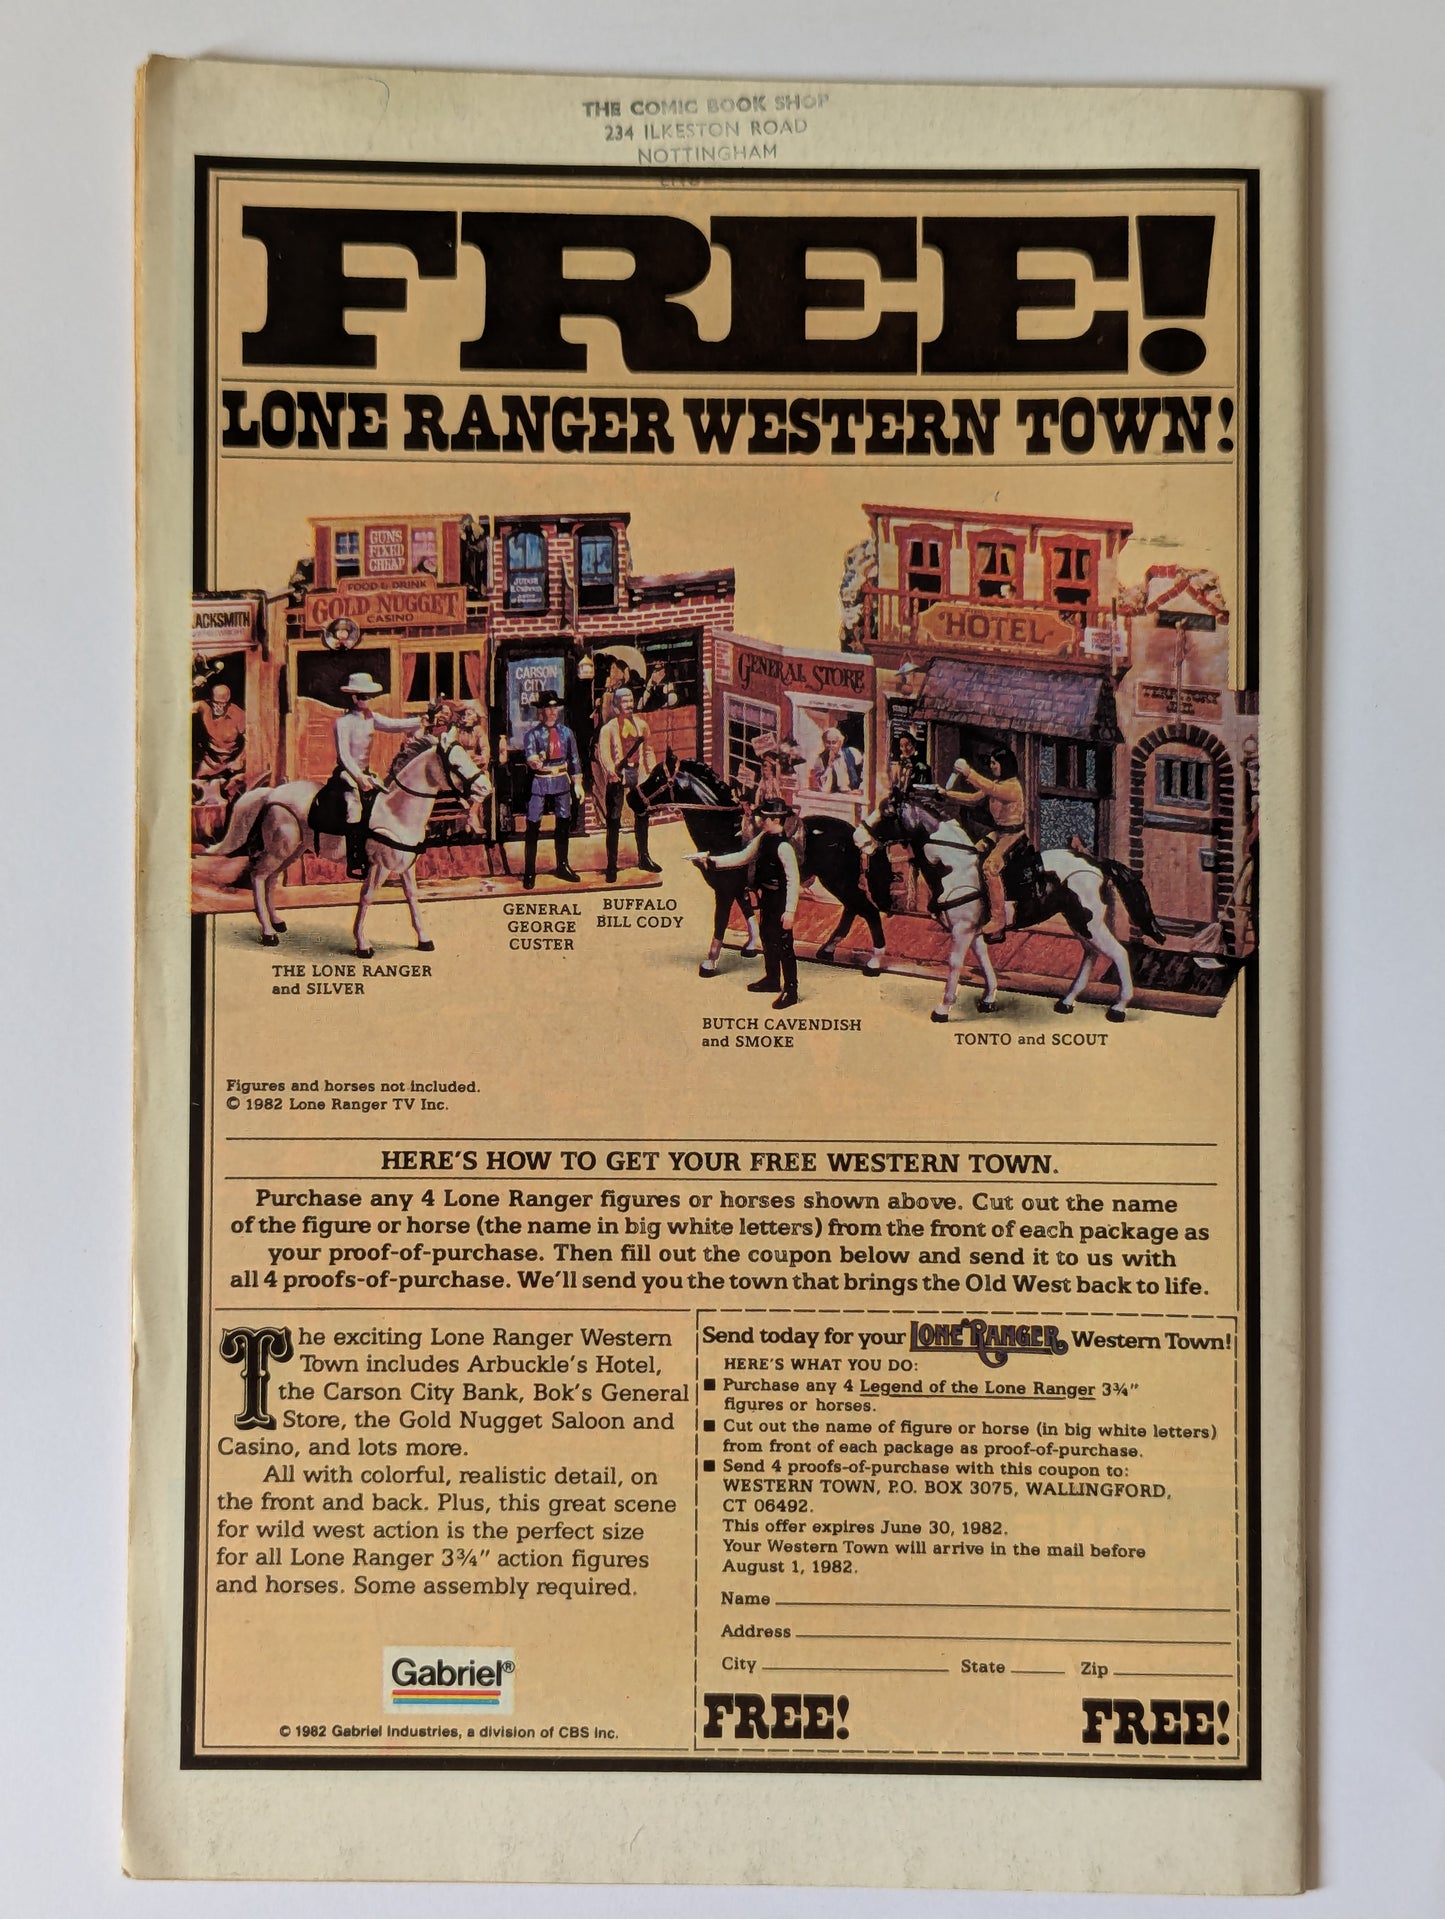 THE COMIC BOOK SHOP
234 ILKESTON ROAD
NOTTINGHAM
FREE!
LONE RANGER WESTERN TOWN!
GUNS
FIXED
CHEAP
FOOD & DRINK
GOLD NUGGET
CASINO
ACKSMITH
CARSON
CITY
BA
GENERAL STORE
HOTEL
TERRITORY
JAIL
GENERAL
GEORGE
CUSTER
BUFFALO
BILL CODY
THE LONE RANGER
and SILVER
BUTCH CAVENDISH
and SMOKE
TONTO and SCOUT
Figures and horses not included.
© 1982 Lone Ranger TV Inc.
HERE'S HOW TO GET YOUR FREE WESTERN TOWN.
Purchase any 4 Lone Ranger figures or horses shown above. Cut out the name
of the figure or horse (the name in big white letters) from the front of each package as
your proof-of-purchase. Then fill out the coupon below and send it to us with
all 4 proofs-of-purchase. We'll send you the town that brings the Old West back to life.
The exciting Lone Ranger Western
Town includes Arbuckle's Hotel,
the Carson City Bank, Bok's General
Store, the Gold Nugget Saloon and
Casino, and lots more.
All with colorful, realistic detail, on
the front and back. Plus, this great scene
for wild west action is the perfect size
for all Lone Ranger 3¾" action figures
and horses. Some assembly required.
Gabriel®
© 1982 Gabriel Industries, a division of CBS Inc.
Send today for your LONE RANGER Western Town!
HERE'S WHAT YOU DO:
■ Purchase any 4 Legend of the Lone Ranger 3¾"
figures or horses.
■ Cut out the name of figure or horse (in big white letters)
from front of each package as proof-of-purchase.
■ Send 4 proofs-of-purchase with this coupon to:
WESTERN TOWN, P.O. BOX 3075, WALLINGFORD,
CT 06492.
This offer expires June 30, 1982.
Your Western Town will arrive in the mail before
August 1, 1982.
Name
Address
City State Zip
FREE! FREE!